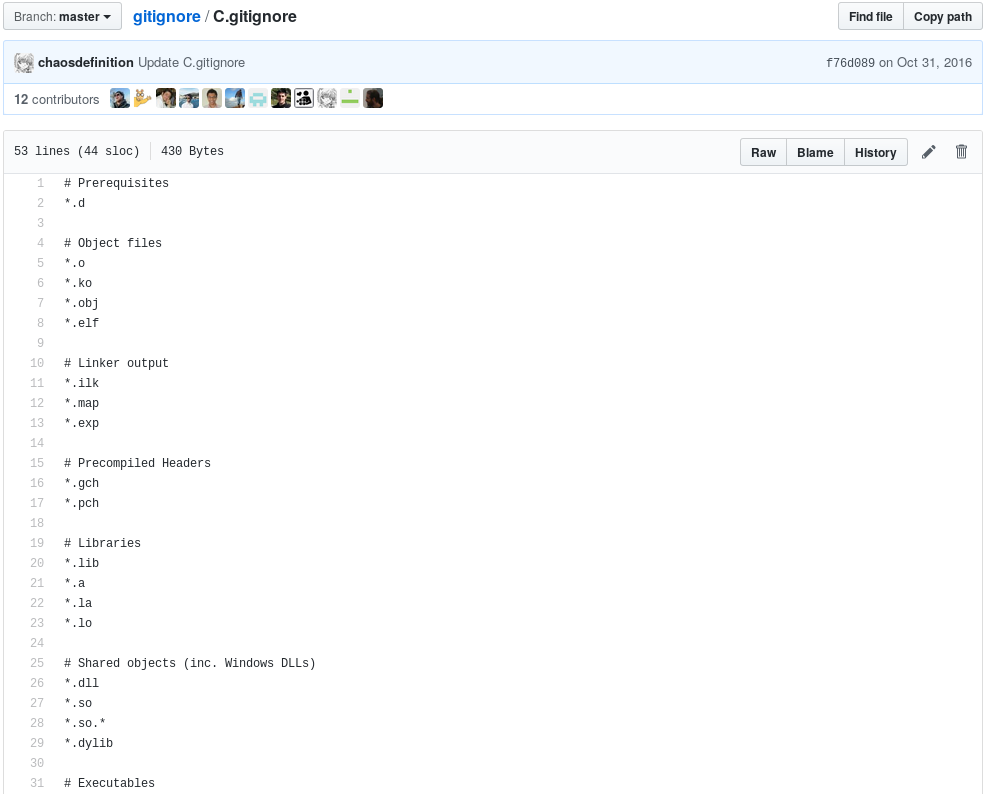 Branch: master gitignore / C.gitignore Find file Copy path
chaosdefinition Update C.gitignore f76d089 on Oct 31, 2016
12 contributors
53 lines (44 sloc) 430 Bytes Raw Blame History
1 # Prerequisites
2 *.d
3
4 # Object files
5 *.o
6 *.ko
7 *.obj
8 *.elf
9
10 # Linker output
11 *.ilk
12 *.map
13 *.exp
14
15 # Precompiled Headers
16 *.gch
17 *.pch
18
19 # Libraries
20 *.lib
21 *.a
22 *.la
23 *.lo
24
25 # Shared objects (inc. Windows DLLs)
26 *.dll
27 *.so
28 *.so.*
29 *.dylib
30
31 # Executables